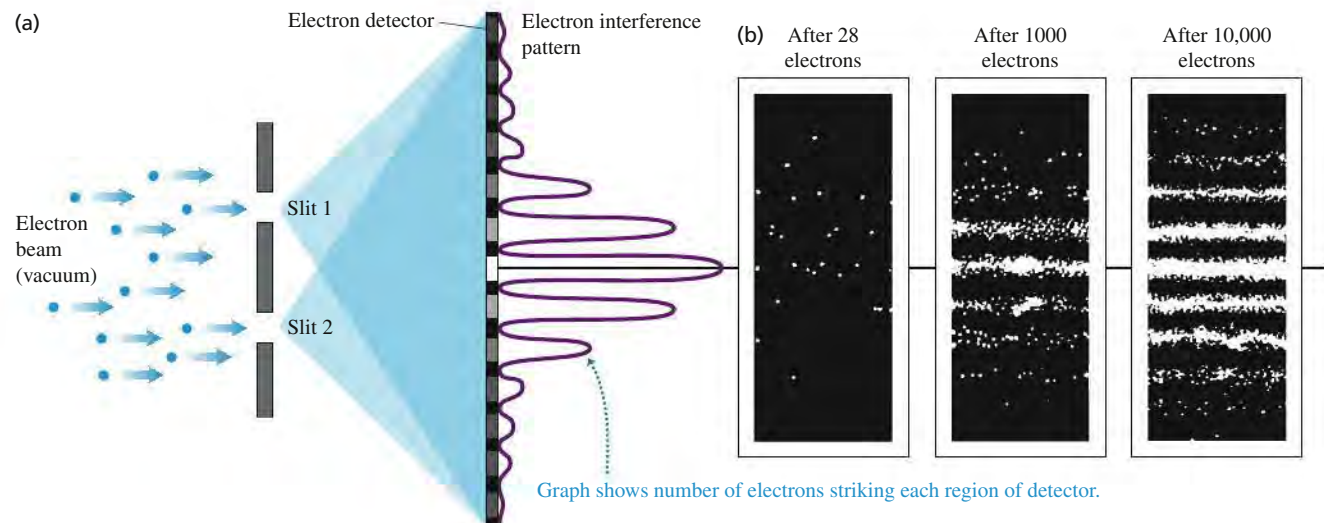 (a)
Electron detector
Electron interference
pattern
Slit 1
Electron
beam
(vacuum)
Slit 2
Graph shows number of electrons striking each region of detector.
(b)
After 28
electrons
After 1000
electrons
After 10,000
electrons